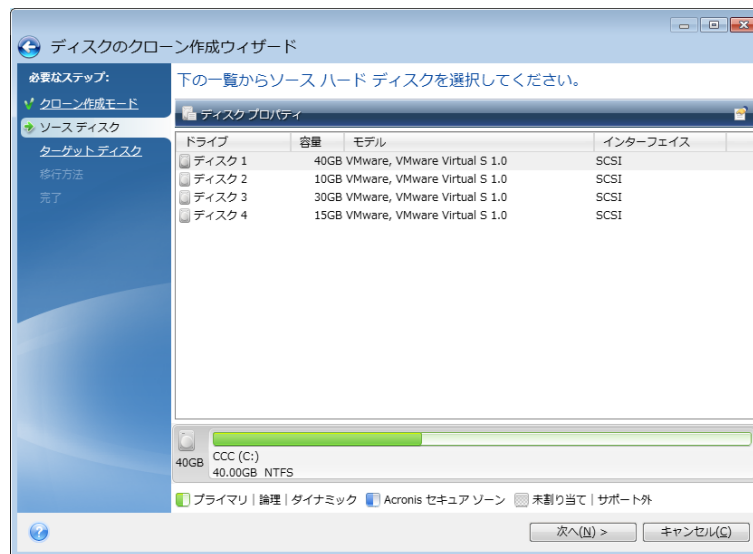 ディスクのクローン作成ウィザード
必要なステップ:
クローン作成モード
ソース ディスク
ターゲット ディスク
移行方法
完了
下の一覧からソース ハード ディスクを選択してください。
ディスク プロパティ
ドライブ 容量 モデル インターフェイス
ディスク 1 40GB VMware, VMware Virtual S 1.0 SCSI
ディスク 2 10GB VMware, VMware Virtual S 1.0 SCSI
ディスク 3 30GB VMware, VMware Virtual S 1.0 SCSI
ディスク 4 15GB VMware, VMware Virtual S 1.0 SCSI
40GB
CCC (C:)
40.00GB NTFS
プライマリ | 論理 | ダイナミック Acronis セキュア ゾーン 未割り当て | サポート外
次へ(N) > キャンセル(C)